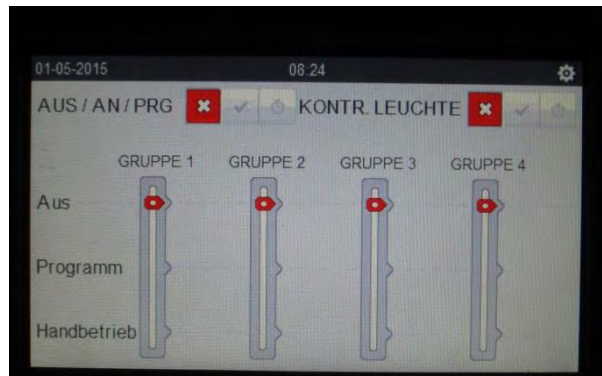 01-05-2015 08:24
AUS / AN / PRG KONTR. LEUCHTE
GRUPPE 1 GRUPPE 2 GRUPPE 3 GRUPPE 4
Aus
Programm
Handbetrieb